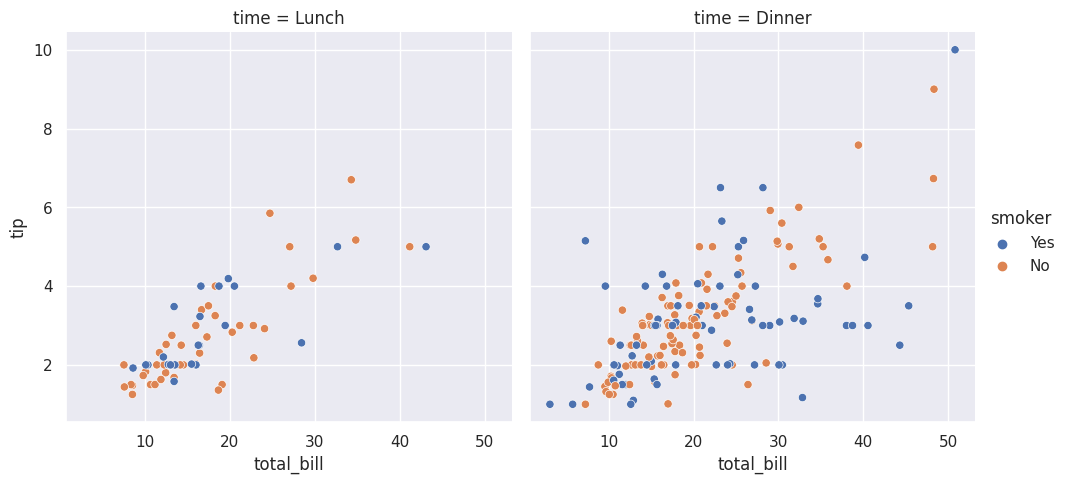 time = Lunch
time = Dinner
10
8
6
4
2
tip
10 20 30 40 50
10 20 30 40 50
total_bill
total_bill
smoker
Yes
No